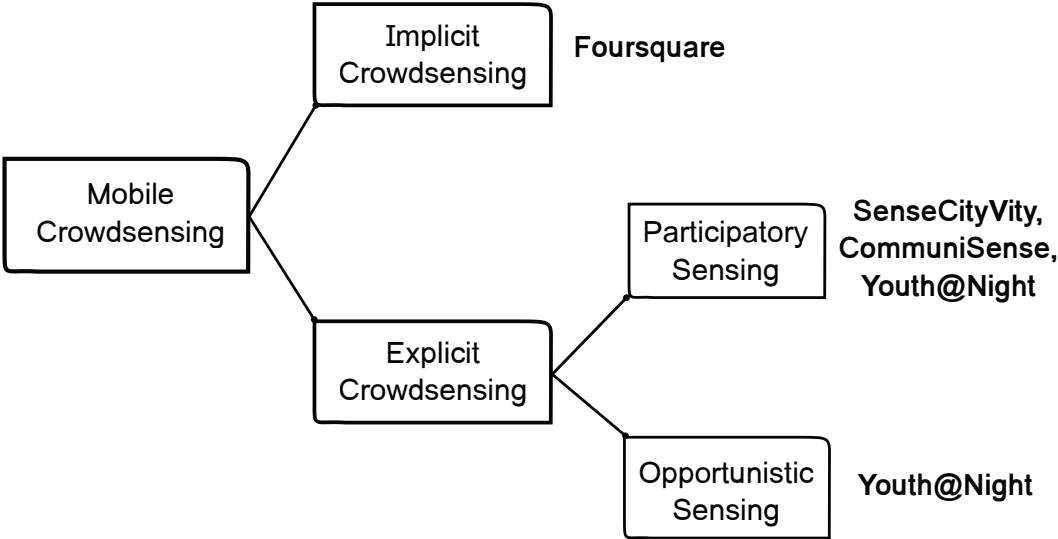 Implicit
Crowdsensing
Foursquare
Mobile
Crowdsensing
Participatory
Sensing
SenseCityVity,
CommuniSense,
Youth@Night
Explicit
Crowdsensing
Opportunistic
Sensing
Youth@Night